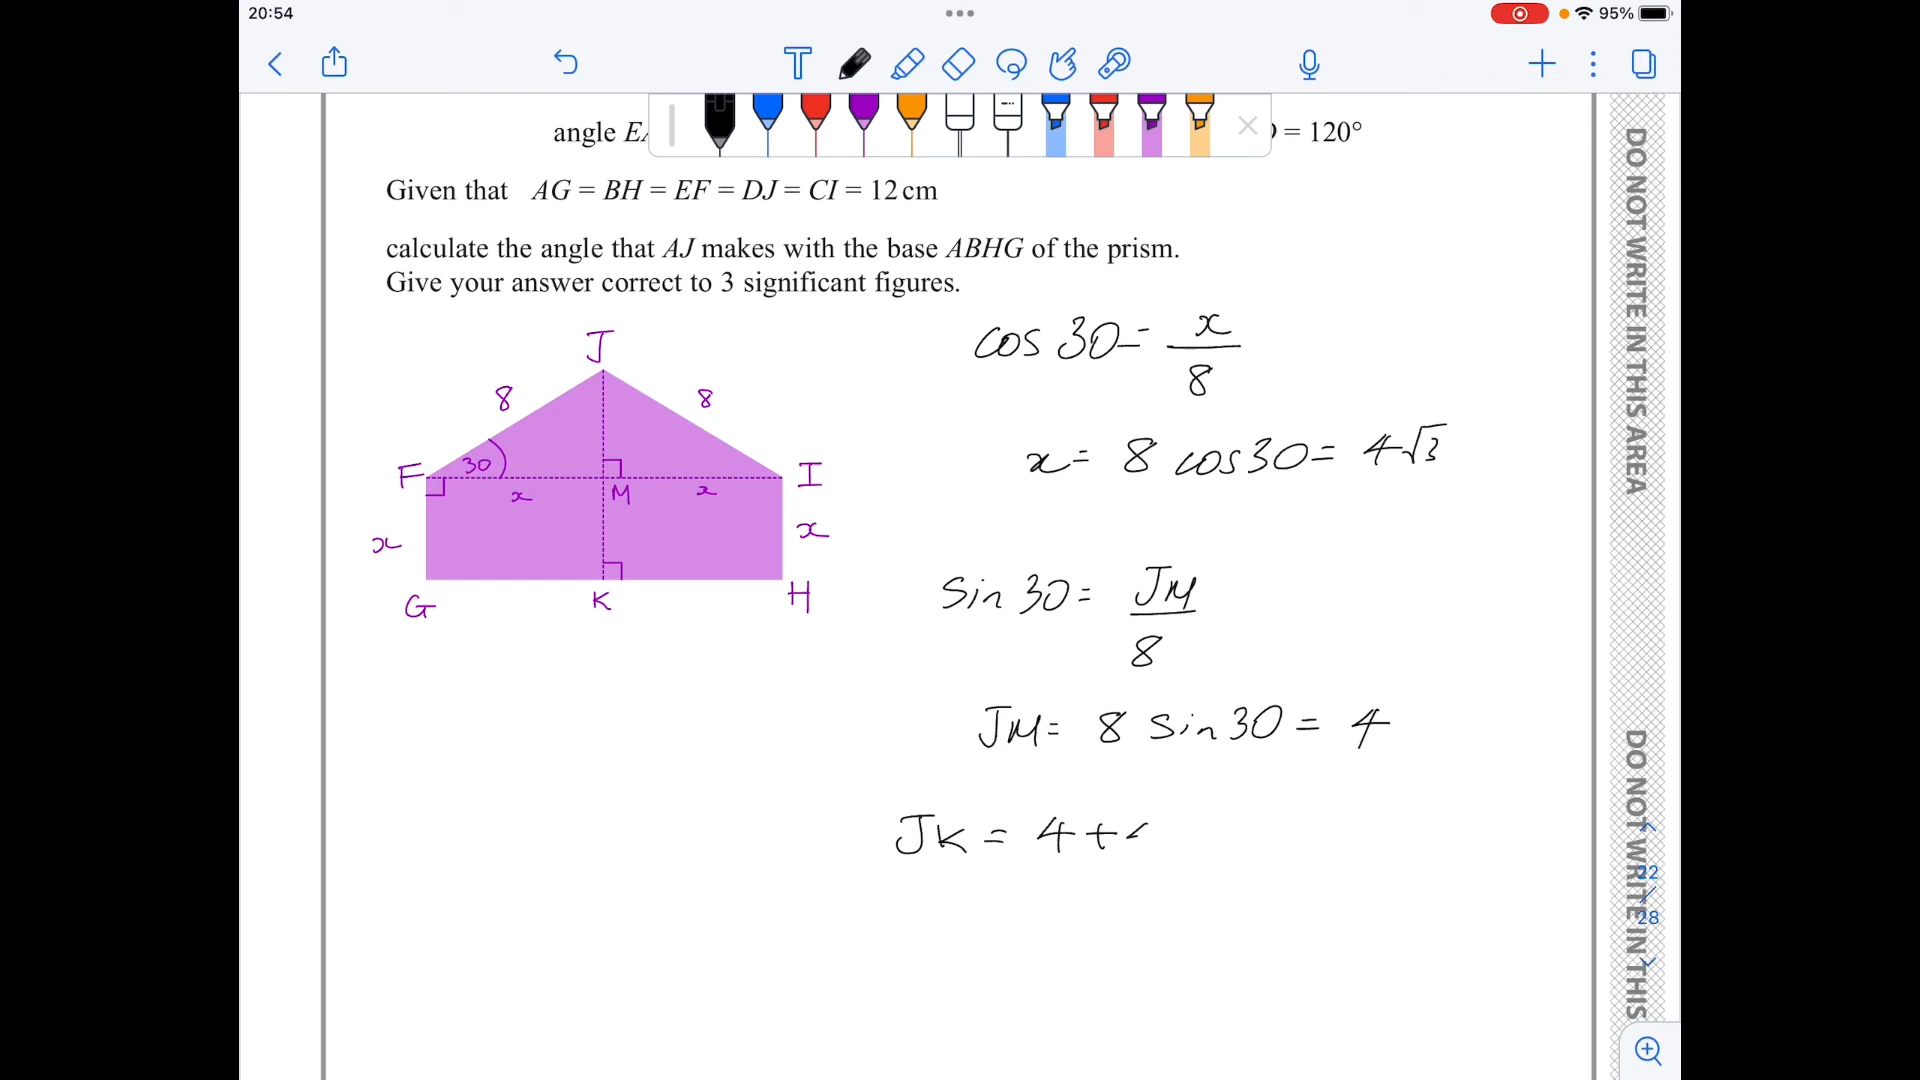 20:54
95%
angle EA
= 120°
Given that AG = BH = EF = DJ = CI = 12 cm
calculate the angle that AJ makes with the base ABHG of the prism.
Give your answer correct to 3 significant figures.
J
8
8
F
30
x
M
x
I
x
x
G
K
H
cos 30 = x/8
x = 8 cos 30 = 4√3
sin 30 = JM/8
JM = 8 sin 30 = 4
JK = 4 +
DO NOT WRITE IN THIS AREA
DO NOT WRITE IN THIS
22
/
28